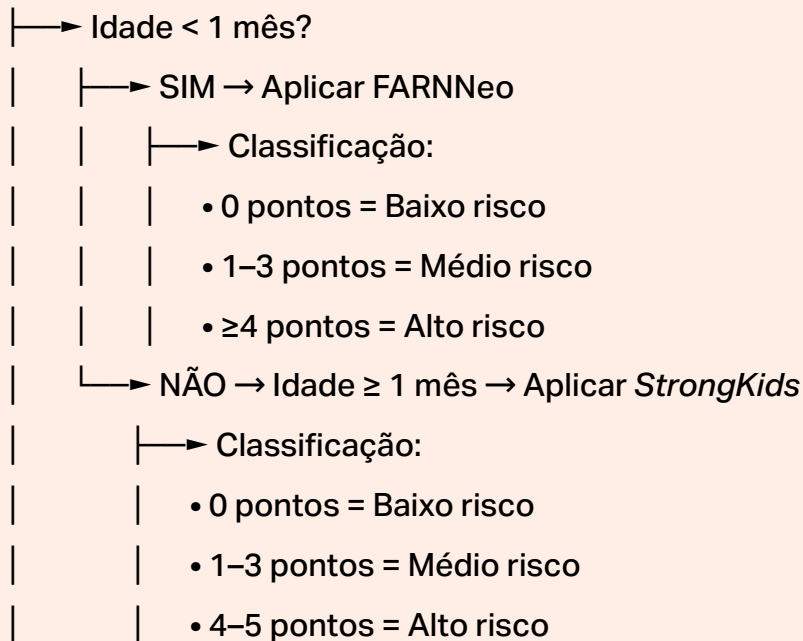 ├──► Idade < 1 mês?
│ ├──► SIM → Aplicar FARNNeo
│ │ ├──► Classificação:
│ │ │ • 0 pontos = Baixo risco
│ │ │ • 1–3 pontos = Médio risco
│ │ │ • ≥4 pontos = Alto risco
│ └──► NÃO → Idade ≥ 1 mês → Aplicar StrongKids
│ ├──► Classificação:
│ │ • 0 pontos = Baixo risco
│ │ • 1–3 pontos = Médio risco
│ │ • 4–5 pontos = Alto risco